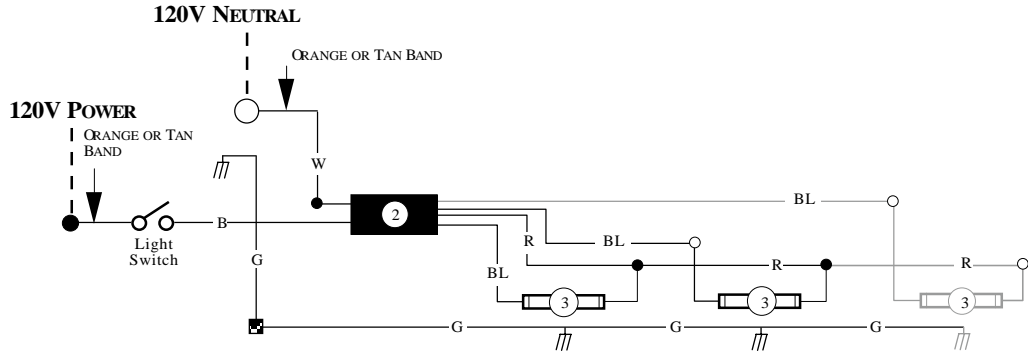 120V NEUTRAL
ORANGE OR TAN BAND
120V POWER
ORANGE OR TAN
BAND
W
BL
2
B
R
BL
Light
Switch
G
BL
R
R
3
3
3
G
G
G